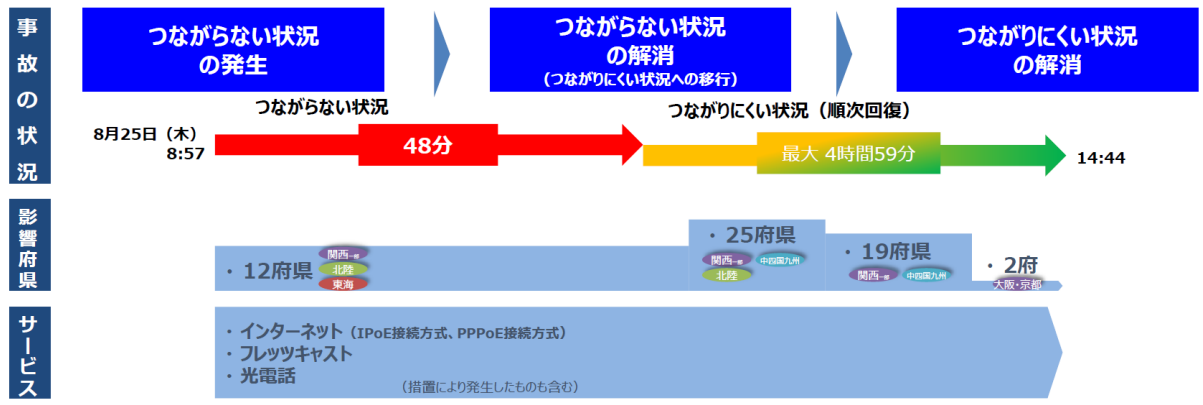 事故の状況
つながらない状況
の発生
つながらない状況
の解消
(つながりにくい状況への移行)
つながりにくい状況
の解消
つながらない状況
つながりにくい状況(順次回復)
8月25日(木)
8:57
48分
最大 4時間59分
14:44
影響府県
・12府県
関西一部
北陸
東海
・25府県
関西一部
中四国九州
北陸
・19府県
関西一部
中四国九州
・2府
大阪・京都
サービス
・インターネット(IPoE接続方式、PPPoE接続方式)
・フレッツキャスト
・光電話
(措置により発生したものも含む)